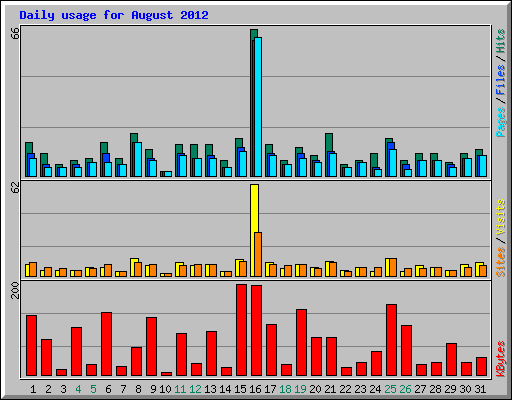 Daily usage for August 2012
66
Pages/Files/Hits
62
Sites/Visits
200
KBytes
1 2 3 4 5 6 7 8 9 10 11 12 13 14 15 16 17 18 19 20 21 22 23 24 25 26 27 28 29 30 31